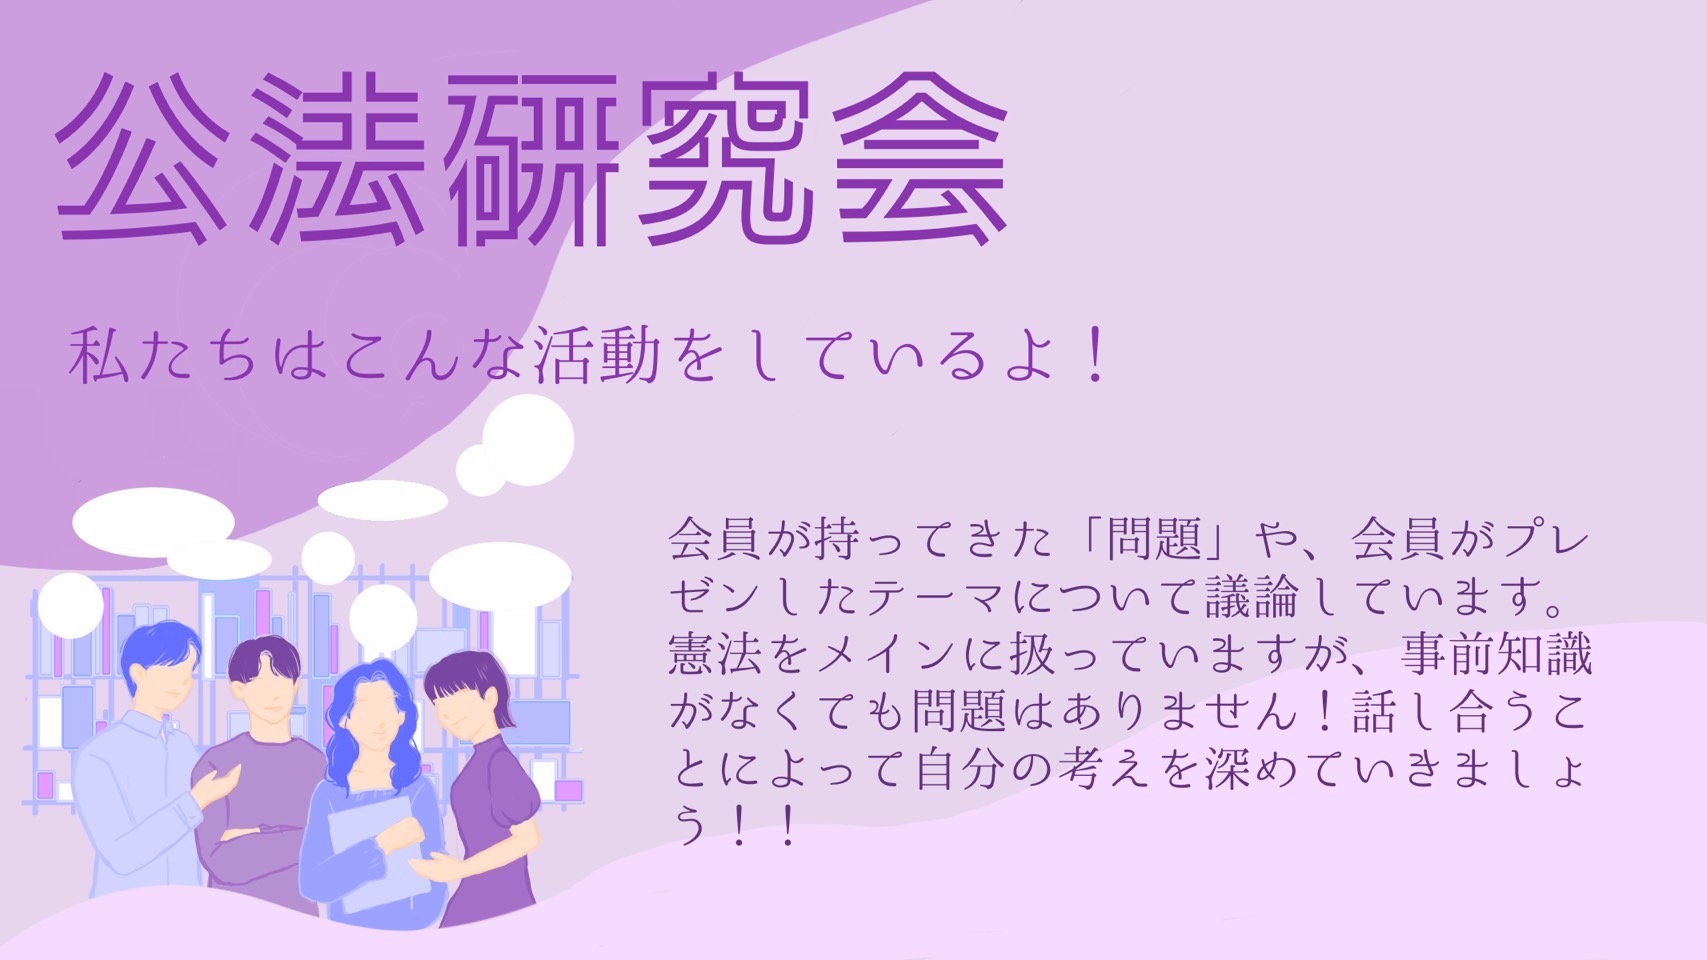 公法研究会
私たちはこんな活動をしているよ！
会員が持ってきた「問題」や、会員がプレ
ゼンしたテーマについて議論しています。
憲法をメインに扱っていますが、事前知識
がなくても問題はありません！話し合うこ
とによって自分の考えを深めていきましょ
う！！